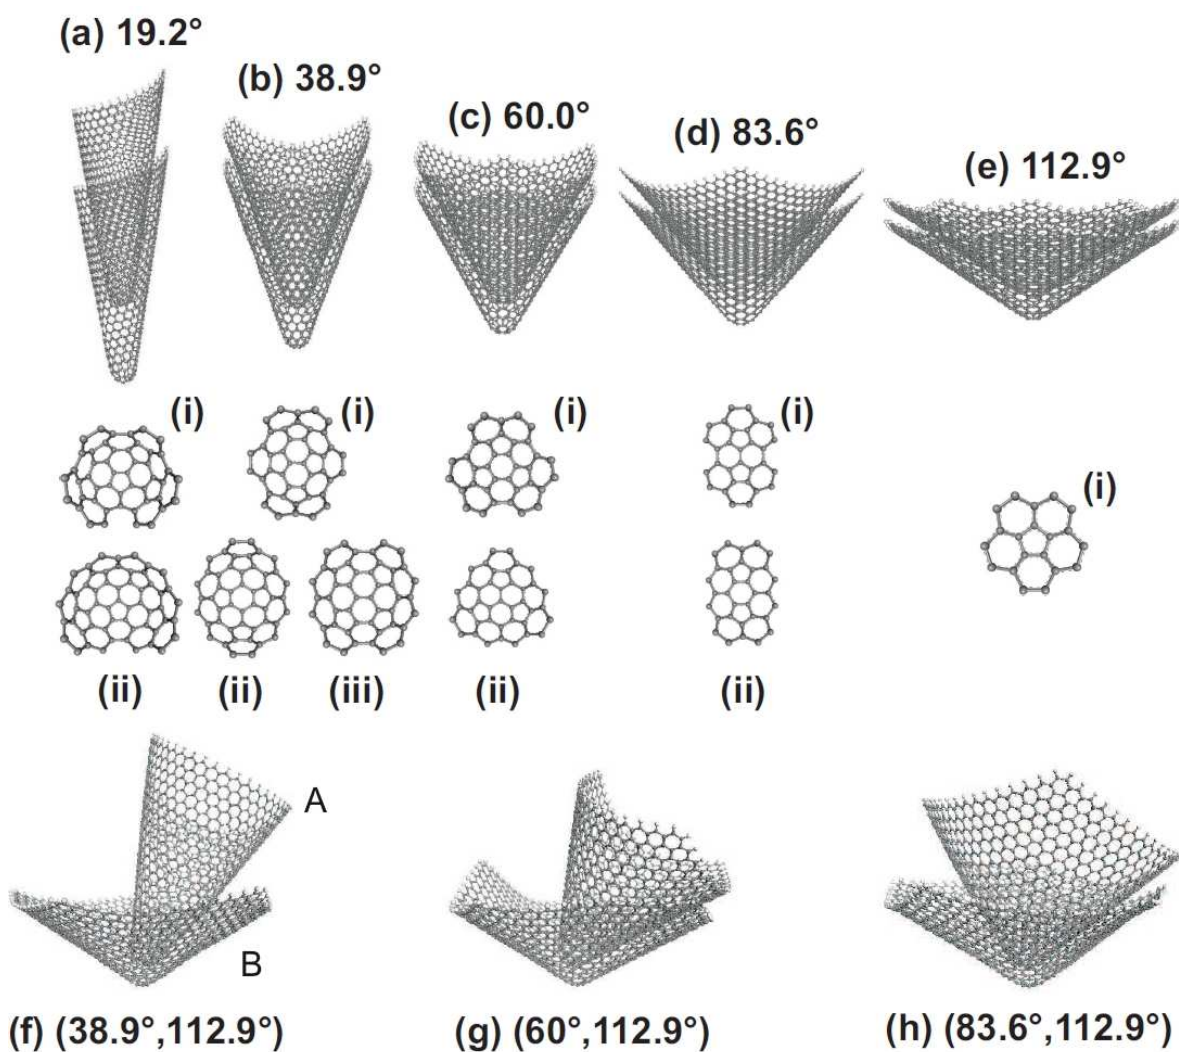 (a) 19.2°
(b) 38.9°
(c) 60.0°
(d) 83.6°
(e) 112.9°
(i)
(i)
(i)
(i)
(i)
(ii)
(ii)
(iii)
(ii)
(ii)
A
B
(f) (38.9°,112.9°)
(g) (60°,112.9°)
(h) (83.6°,112.9°)